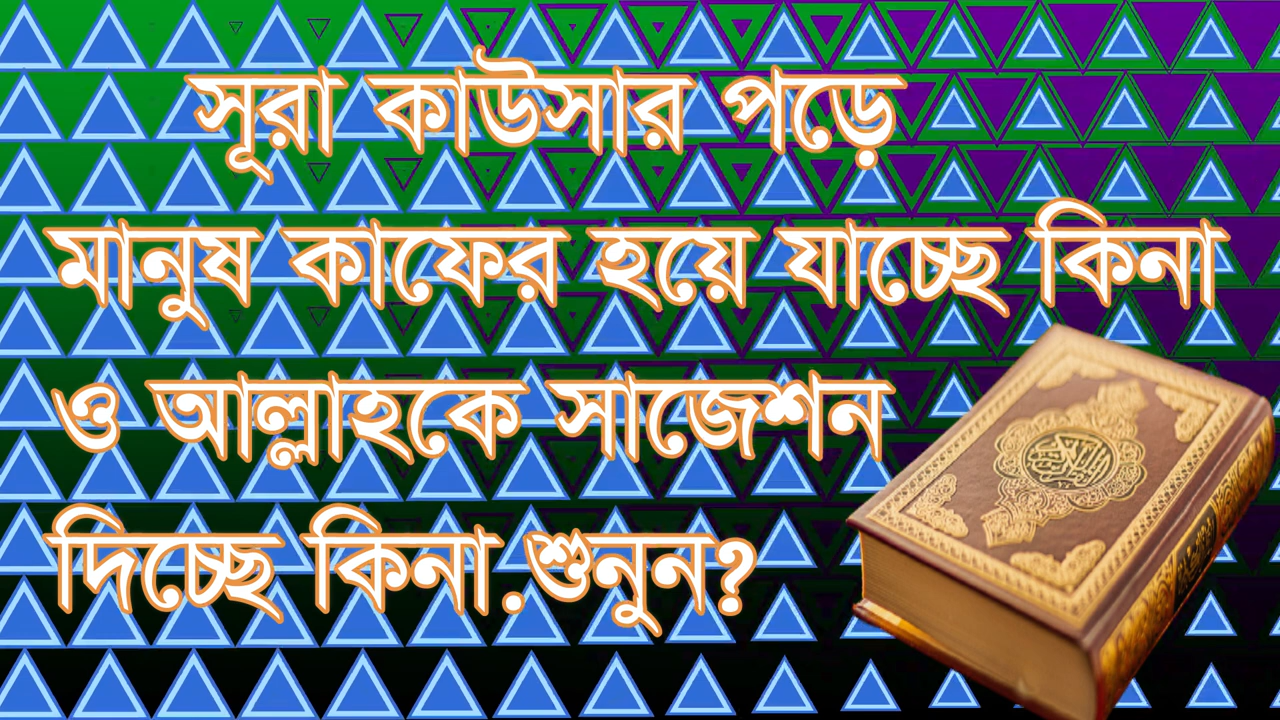 সূরা কাউসার পড়ে
মানুষ কাফের হয়ে যাচ্ছে কিনা
ও আল্লাহকে সাজেশন
দিচ্ছে কিনা.শুনুন?